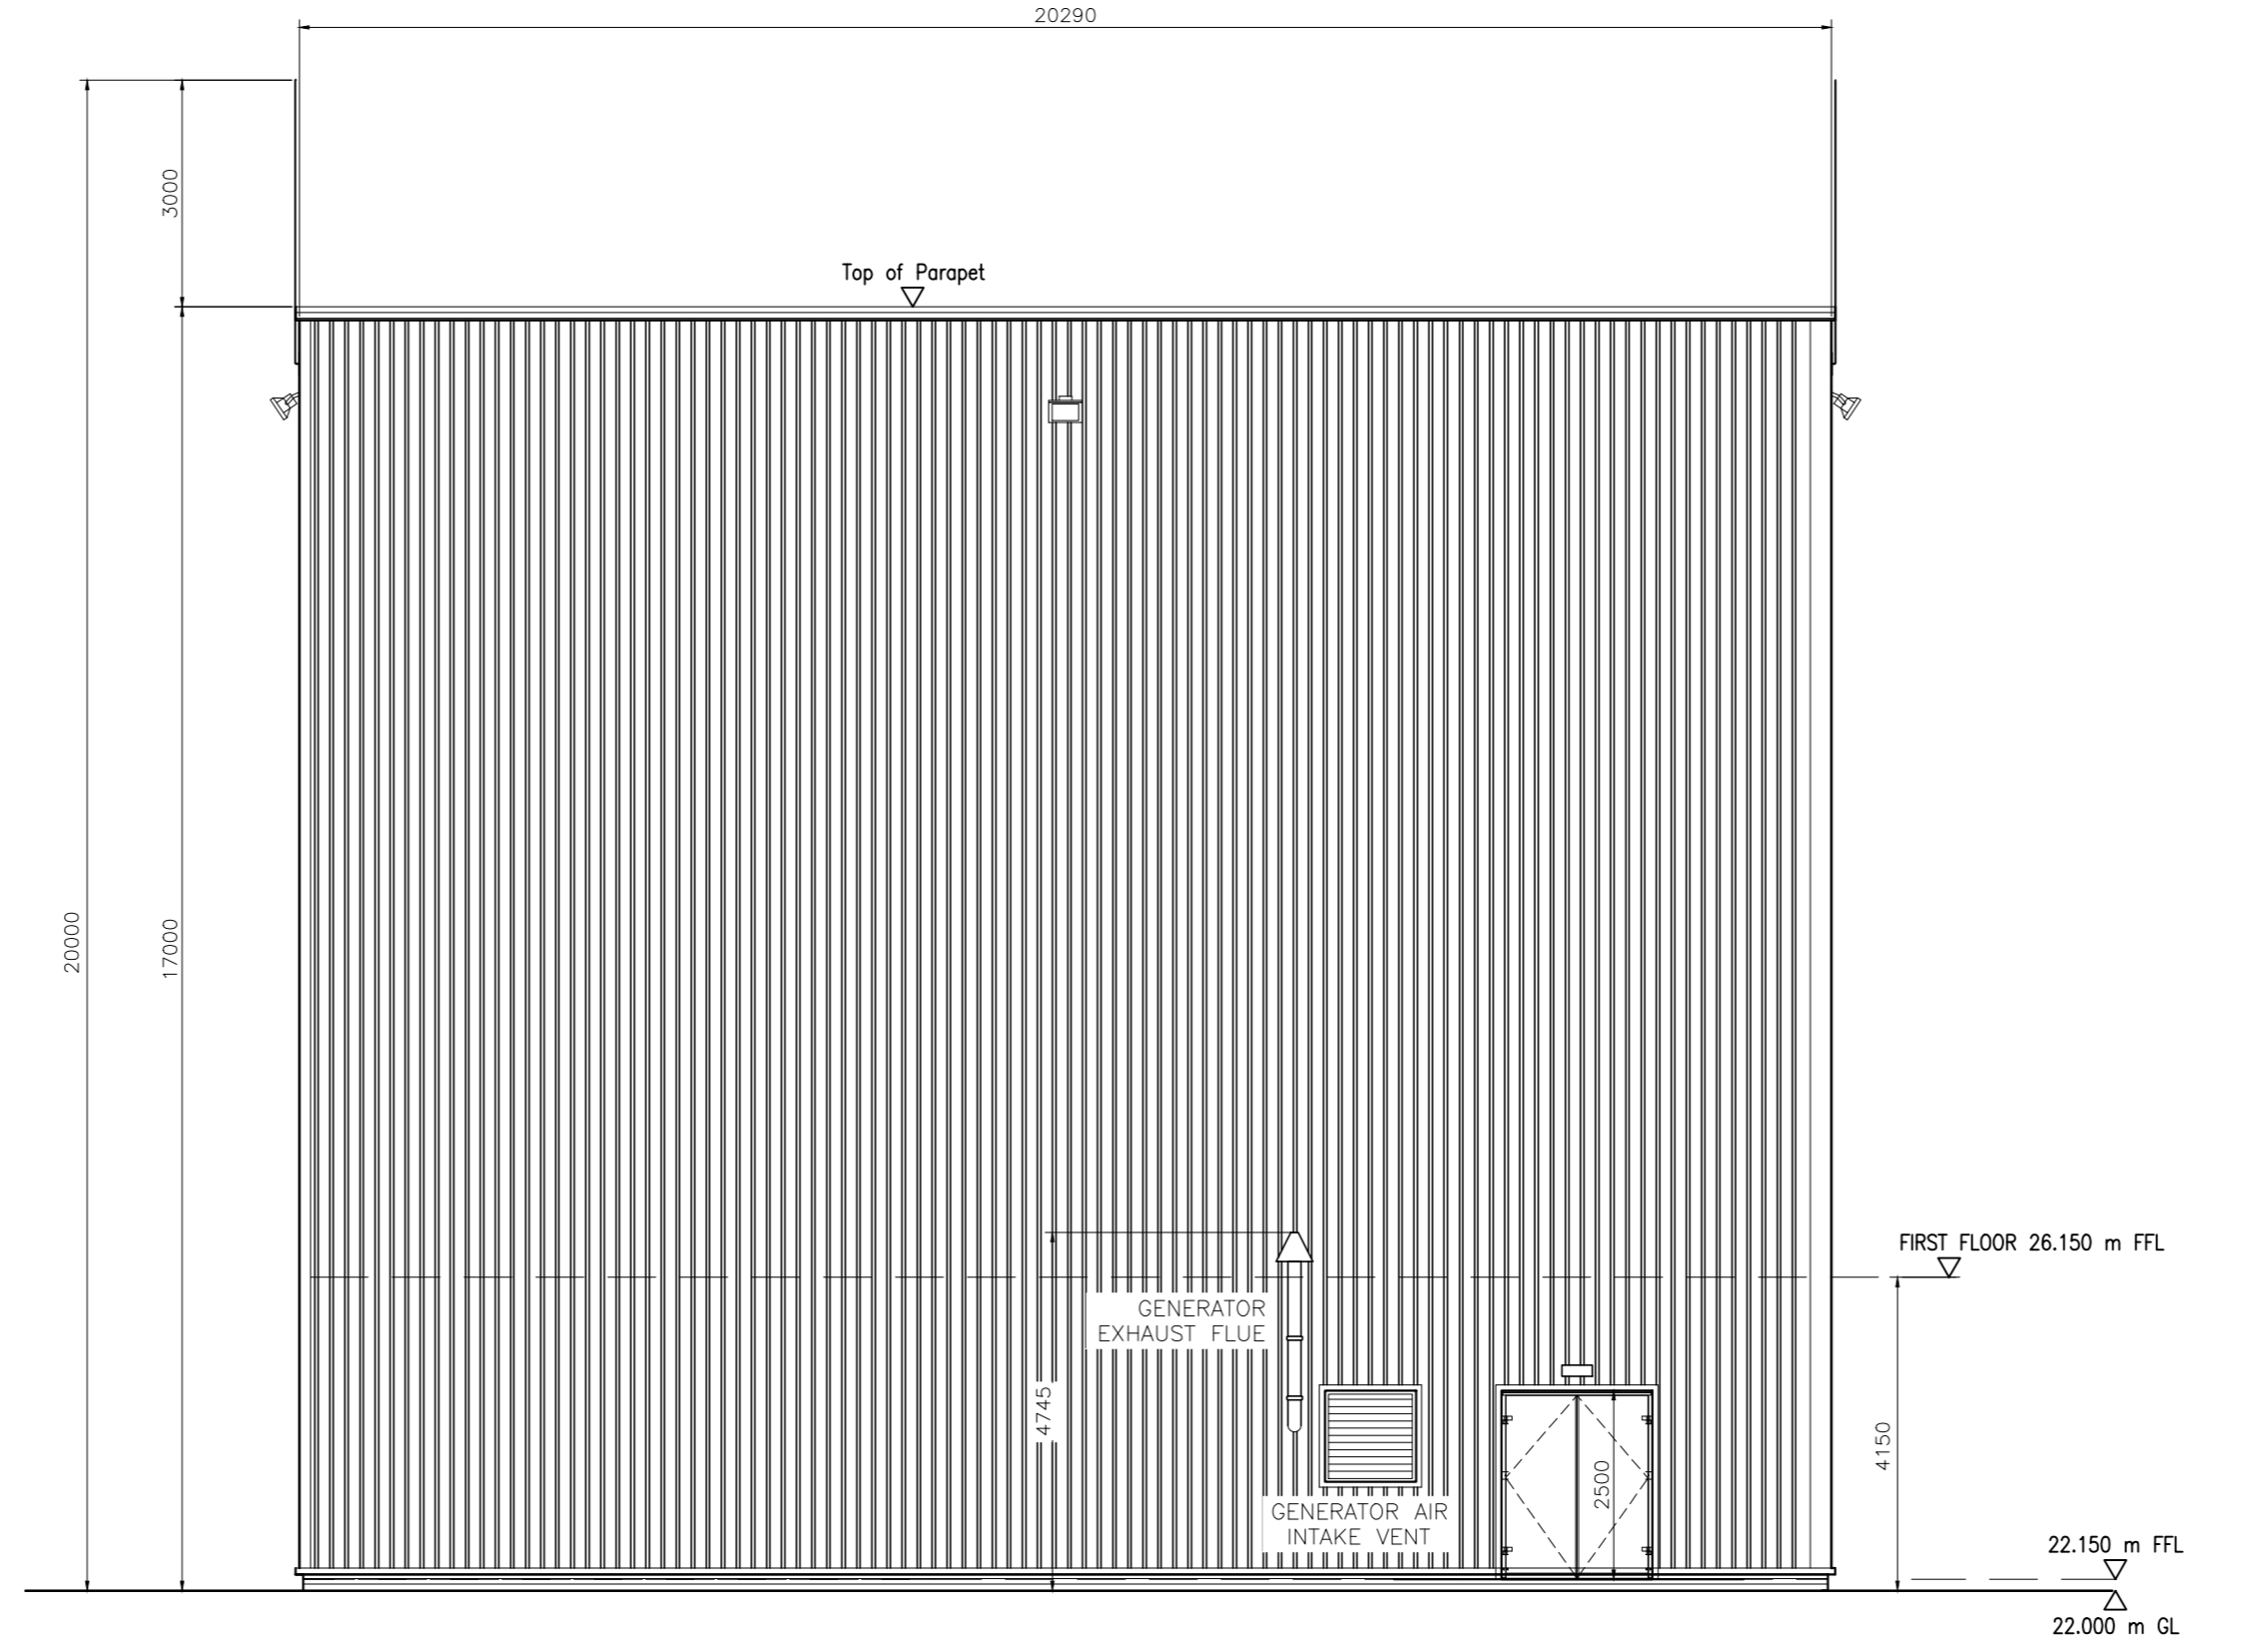 20290
3000
Top of Parapet
20000
17000
FIRST FLOOR 26.150 m FFL
GENERATOR
EXHAUST FLUE
4745
4150
2500
GENERATOR AIR
INTAKE VENT
22.150 m FFL
22.000 m GL